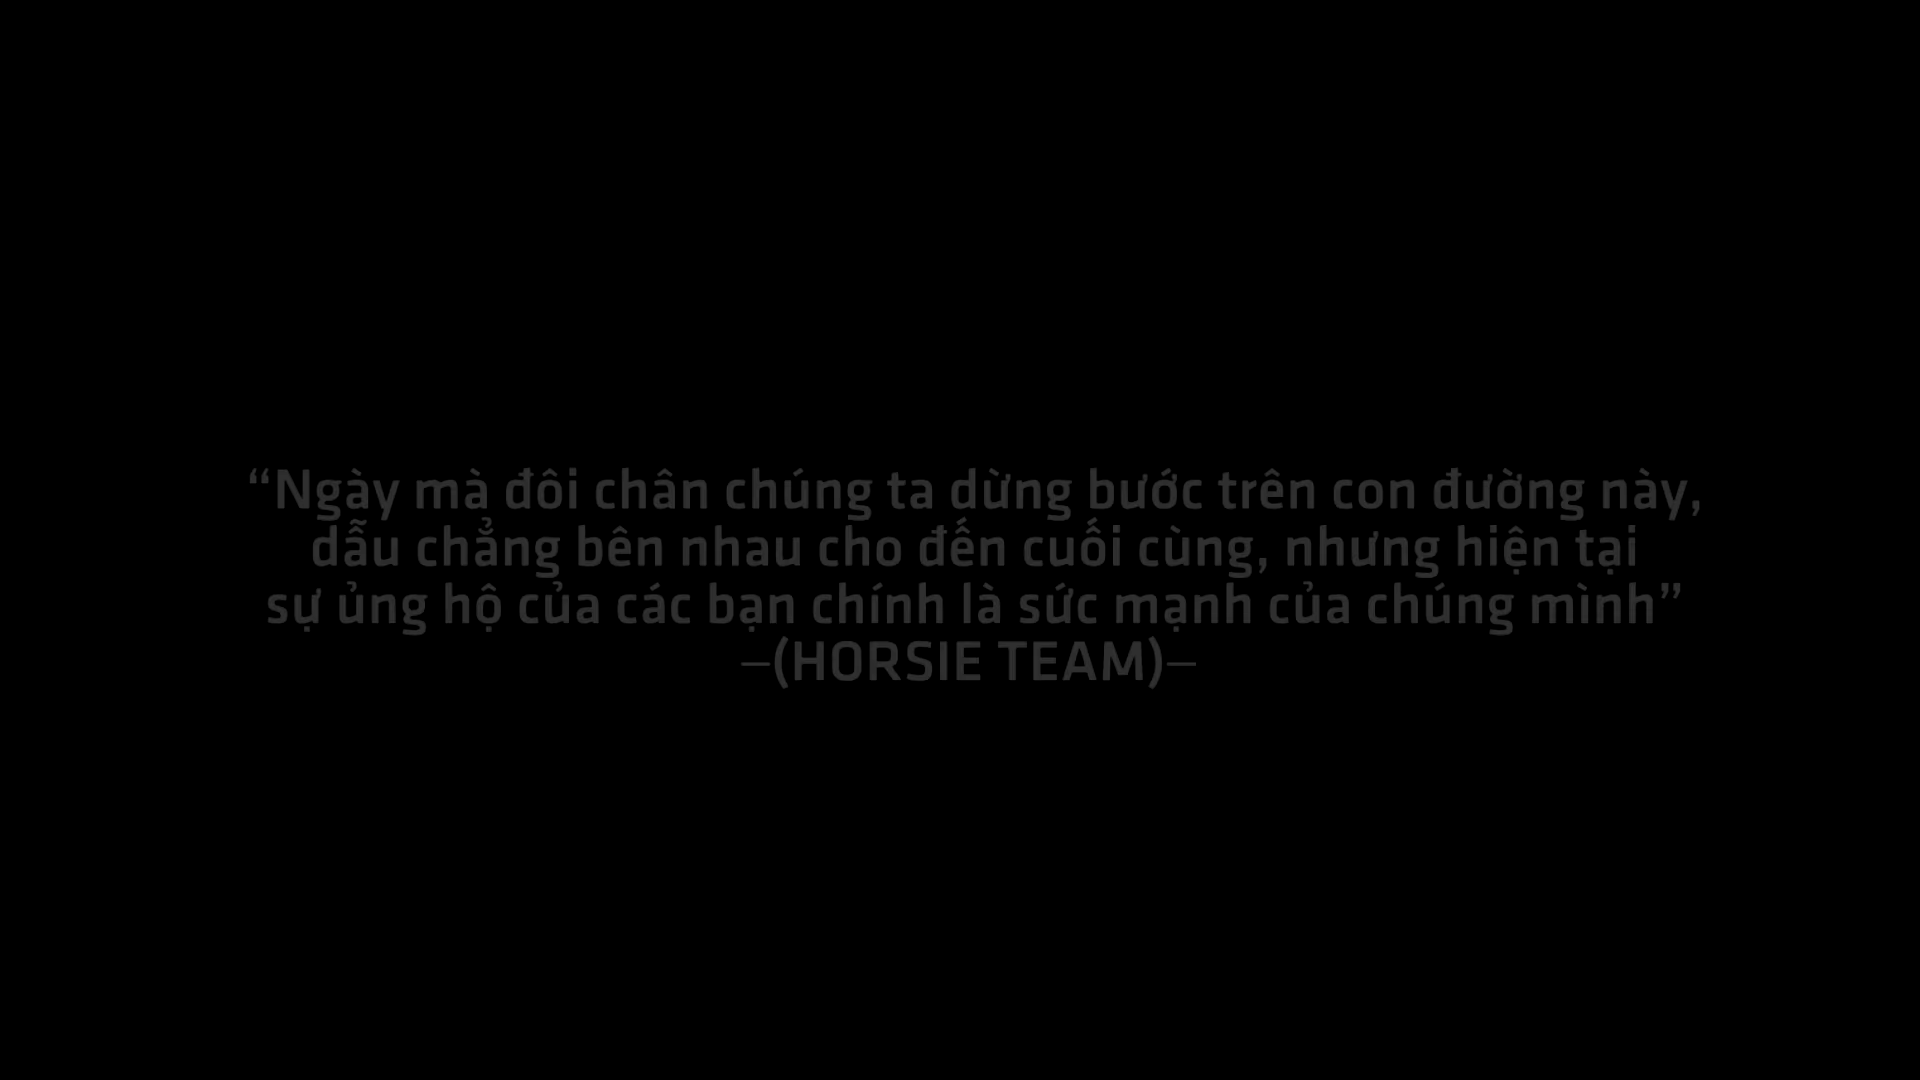 “Ngày mà đôi chân chúng ta dừng bước trên con đường này,
dẫu chẳng bên nhau cho đến cuối cùng, nhưng hiện tại
sự ủng hộ của các bạn chính là sức mạnh của chúng mình”
–(HORSIE TEAM)–